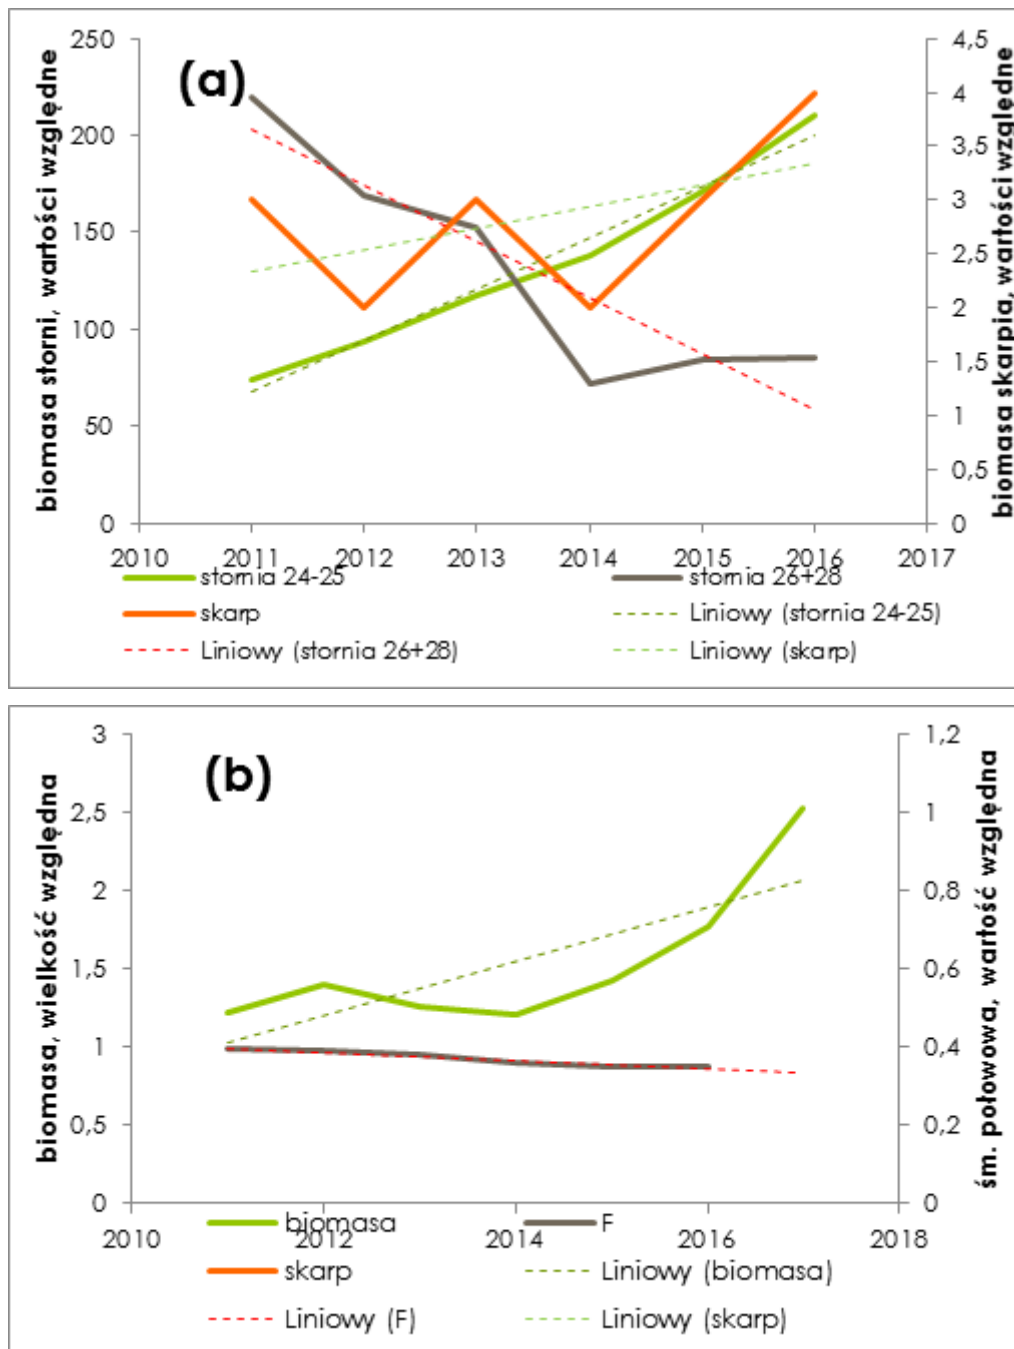 (a)
biomasa storni, wartości względne
250
200
150
100
50
0
biomasa skarpia, wartości względne
4,5
4
3,5
3
2,5
2
1,5
1
0,5
0
2010 2011 2012 2013 2014 2015 2016 2017
stornia 24-25 stornia 26+28
skarp Liniowy (stornia 24-25)
Liniowy (stornia 26+28) Liniowy (skarp)
(b)
biomasa, wielkość względna
3
2,5
2
1,5
1
0,5
0
śm. połowowa, wartość względna
1,2
1
0,8
0,6
0,4
0,2
0
2010 2012 2014 2016 2018
biomasa F
skarp Liniowy (biomasa)
Liniowy (F) Liniowy (skarp)